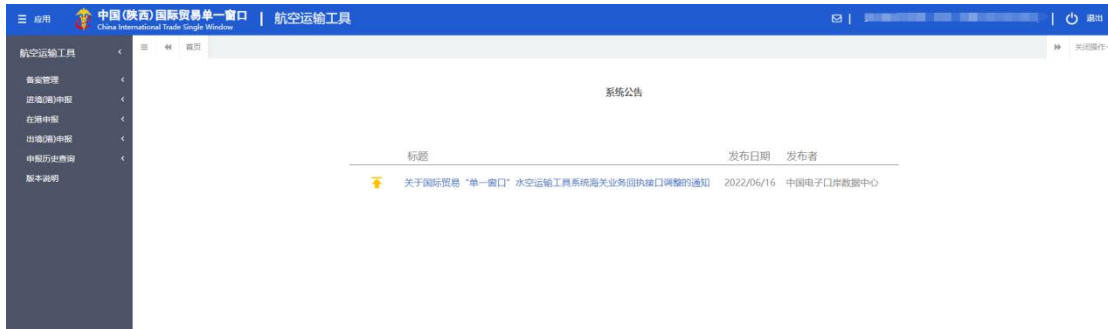 应用
中国(陕西)国际贸易单一窗口 | 航空运输工具
China International Trade Single Window
退出
航空运输工具
首页
关闭操作
备案管理
进境(港)申报
在港申报
出境(港)申报
申报历史查询
版本说明
系统公告
标题 发布日期 发布者
关于国际贸易“单一窗口”水空运输工具系统海关业务回执接口调整的通知 2022/06/16 中国电子口岸数据中心